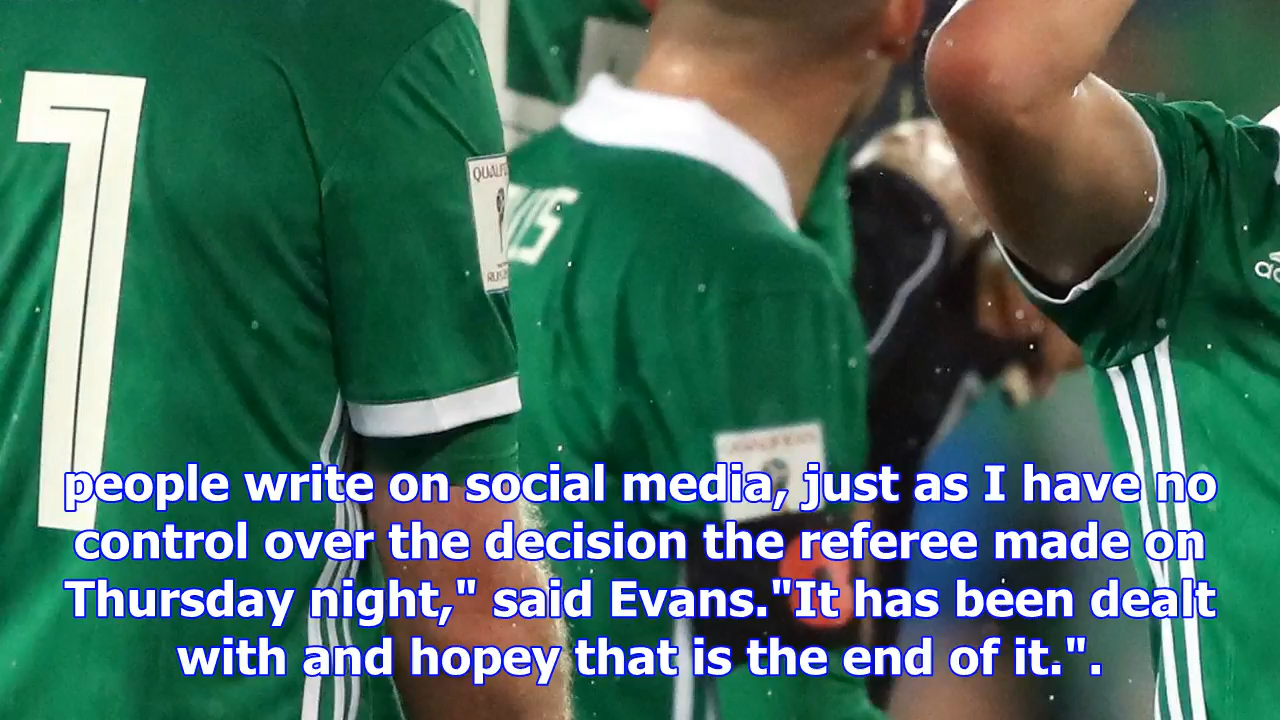 1
people write on social media, just as I have no
control over the decision the referee made on
Thursday night," said Evans."It has been dealt
with and hopey that is the end of it.".